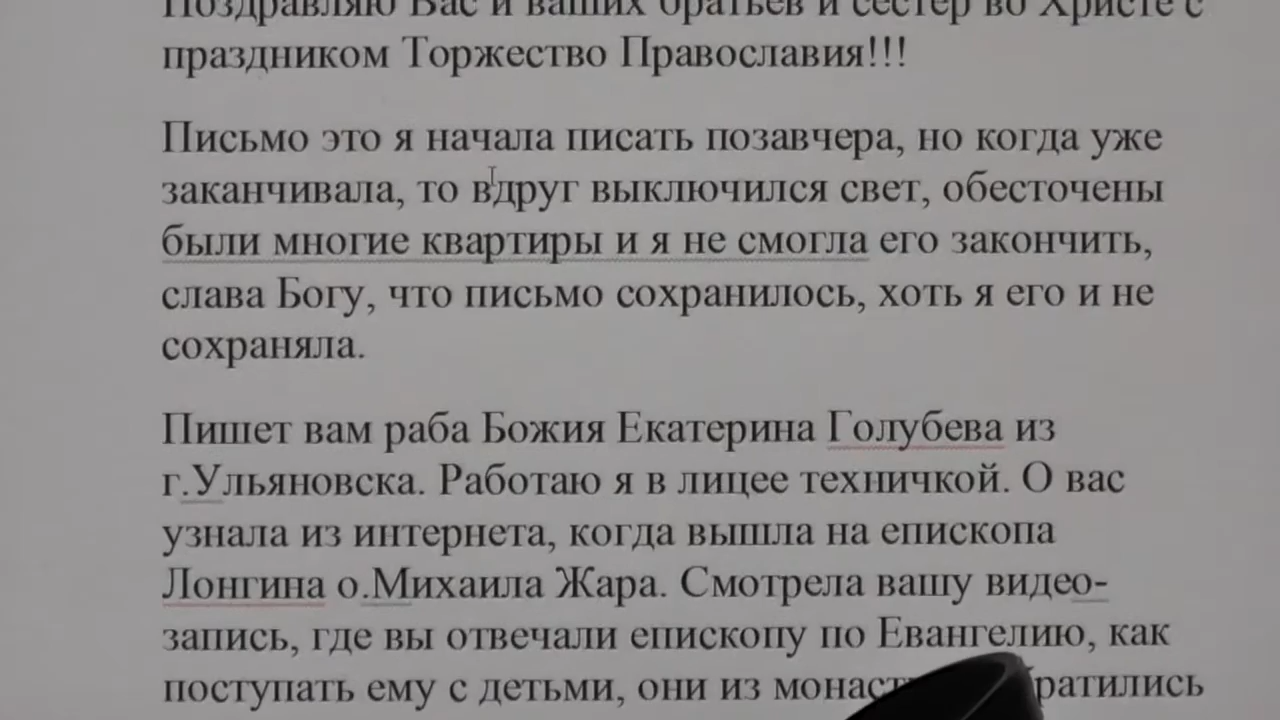 Поздравляю Вас и ваших братьев и сестер во Христе с
праздником Торжество Православия!!!
Письмо это я начала писать позавчера, но когда уже
заканчивала, то вдруг выключился свет, обесточены
были многие квартиры и я не смогла его закончить,
слава Богу, что письмо сохранилось, хоть я его и не
сохраняла.
Пишет вам раба Божия Екатерина Голубева из
г.Ульяновска. Работаю я в лицее техничкой. О вас
узнала из интернета, когда вышла на епископа
Лонгина о.Михаила Жара. Смотрела вашу видео-
запись, где вы отвечали епископу по Евангелию, как
поступать ему с детьми, они из